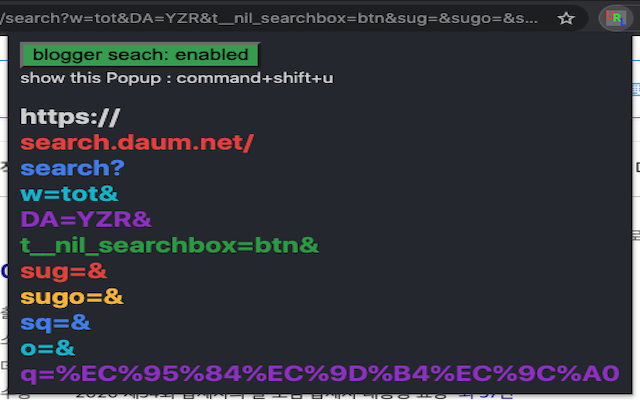 /search?w=tot&DA=YZR&t__nil_searchbox=btn&sug=&sugo=&s...
blogger seach: enabled
show this Popup : command+shift+u
https://
search.daum.net/
search?
w=tot&
DA=YZR&
t__nil_searchbox=btn&
sug=&
sugo=&
sq=&
o=&
q=%EC%95%84%EC%9D%B4%EC%9C%A0